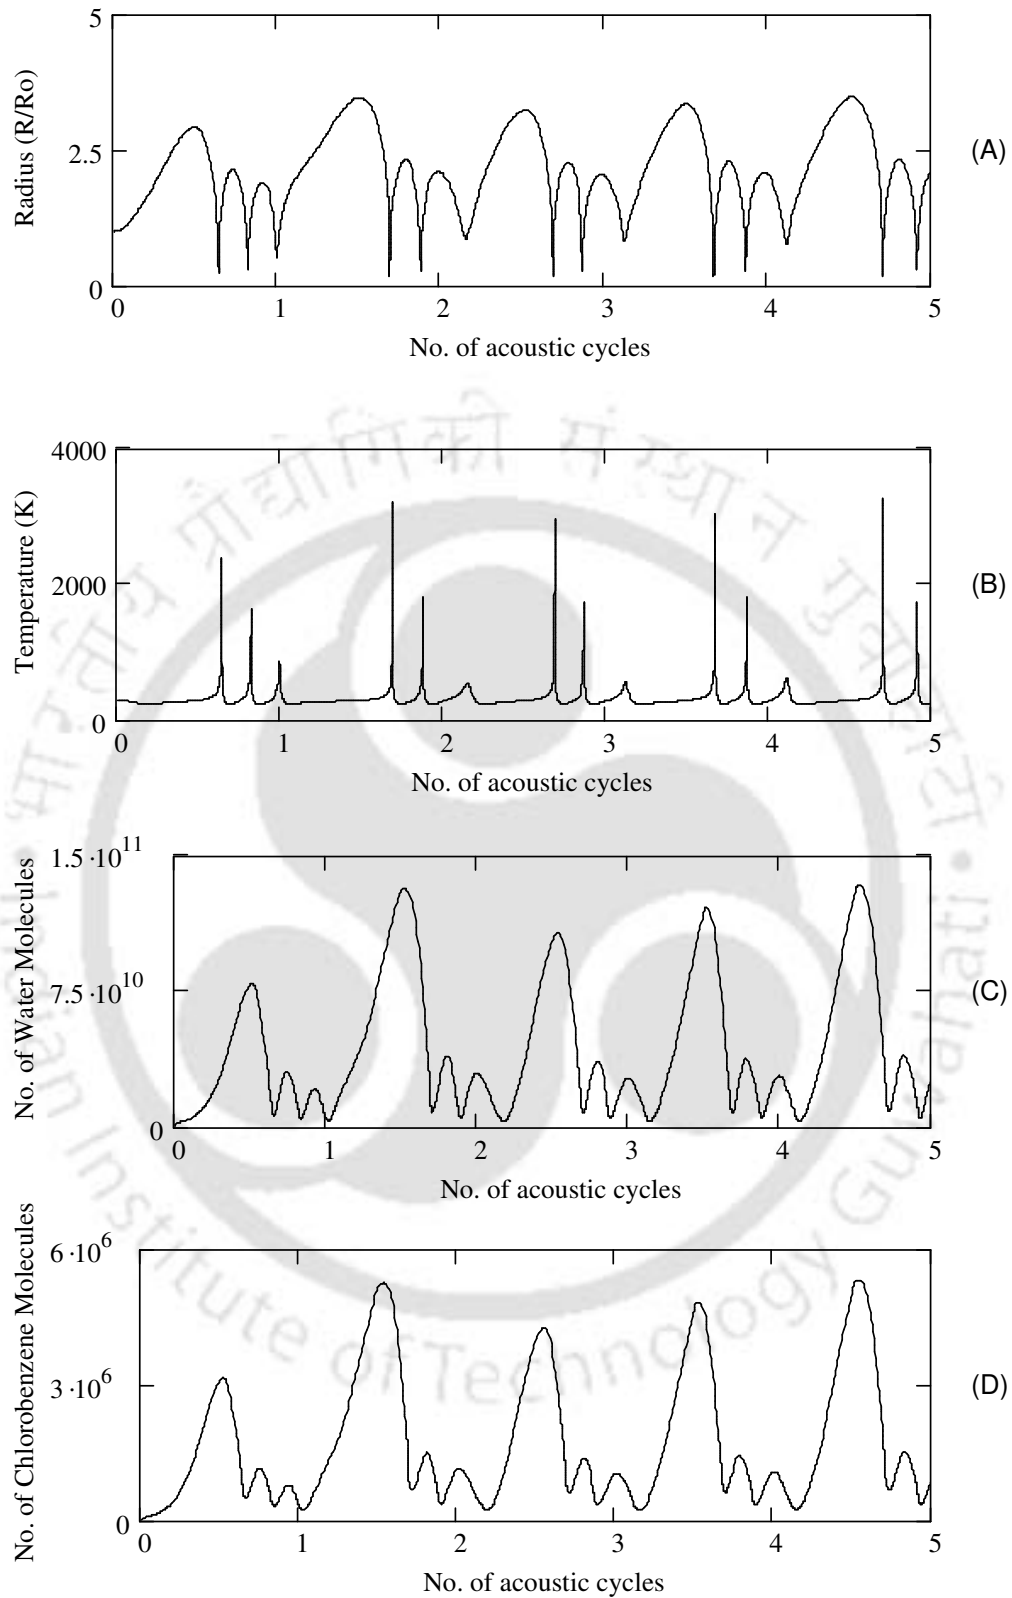 5
2.5
0
Radius (R/Ro)
(A)
0 1 2 3 4 5
No. of acoustic cycles
4000
2000
0
Temperature (K)
(B)
0 1 2 3 4 5
No. of acoustic cycles
1.5·10^11
7.5·10^10
0
No. of Water Molecules
(C)
0 1 2 3 4 5
No. of acoustic cycles
6·10^6
3·10^6
0
No. of Chlorobenzene Molecules
(D)
0 1 2 3 4 5
No. of acoustic cycles
भारतीय प्रौद्योगिकी संस्थान गुवाहाटी
Indian Institute of Technology Guwahati